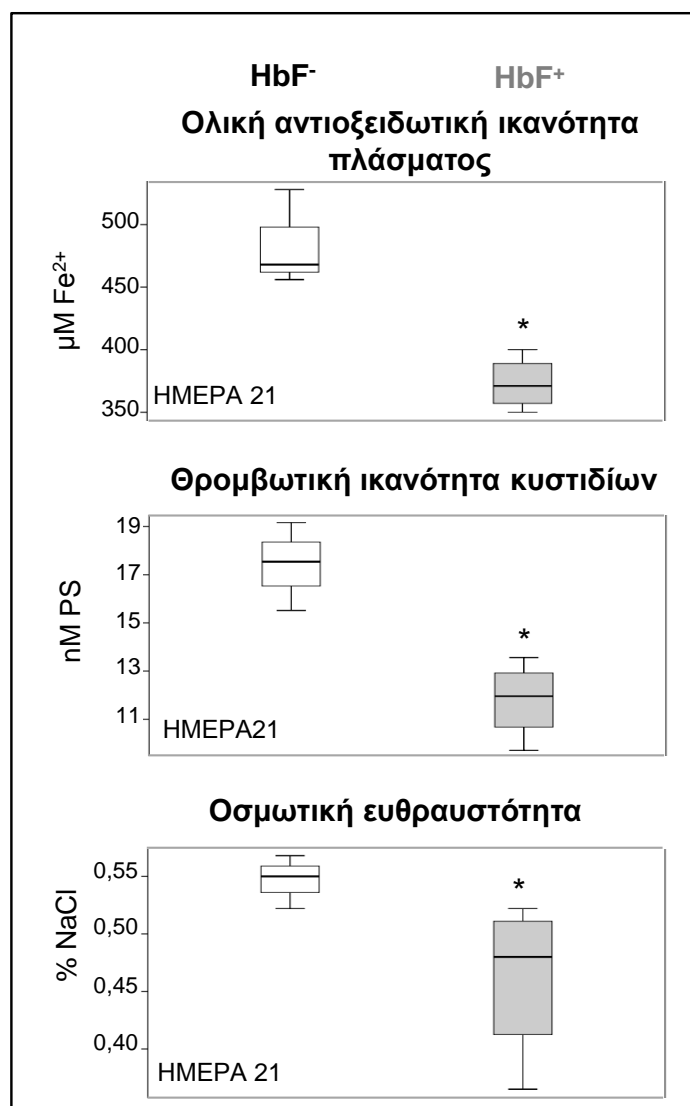 HbF- HbF+
Ολική αντιοξειδωτική ικανότητα
πλάσματος
500
450
400
350
μM Fe2+
*
ΗΜΕΡΑ 21
Θρομβωτική ικανότητα κυστιδίων
19
17
15
13
11
nM PS
*
ΗΜΕΡΑ21
Οσμωτική ευθραυστότητα
0,55
0,50
0,45
0,40
% NaCl
*
ΗΜΕΡΑ 21